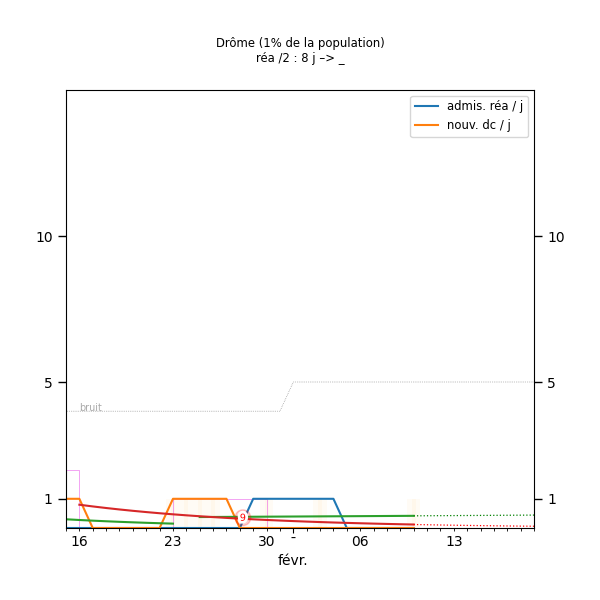 Drôme (1% de la population)
réa /2 : 8 j –> _
admis. réa / j
nouv. dc / j
10 10
5 5
bruit
1 1
9
16 23 30 - 06 13
févr.